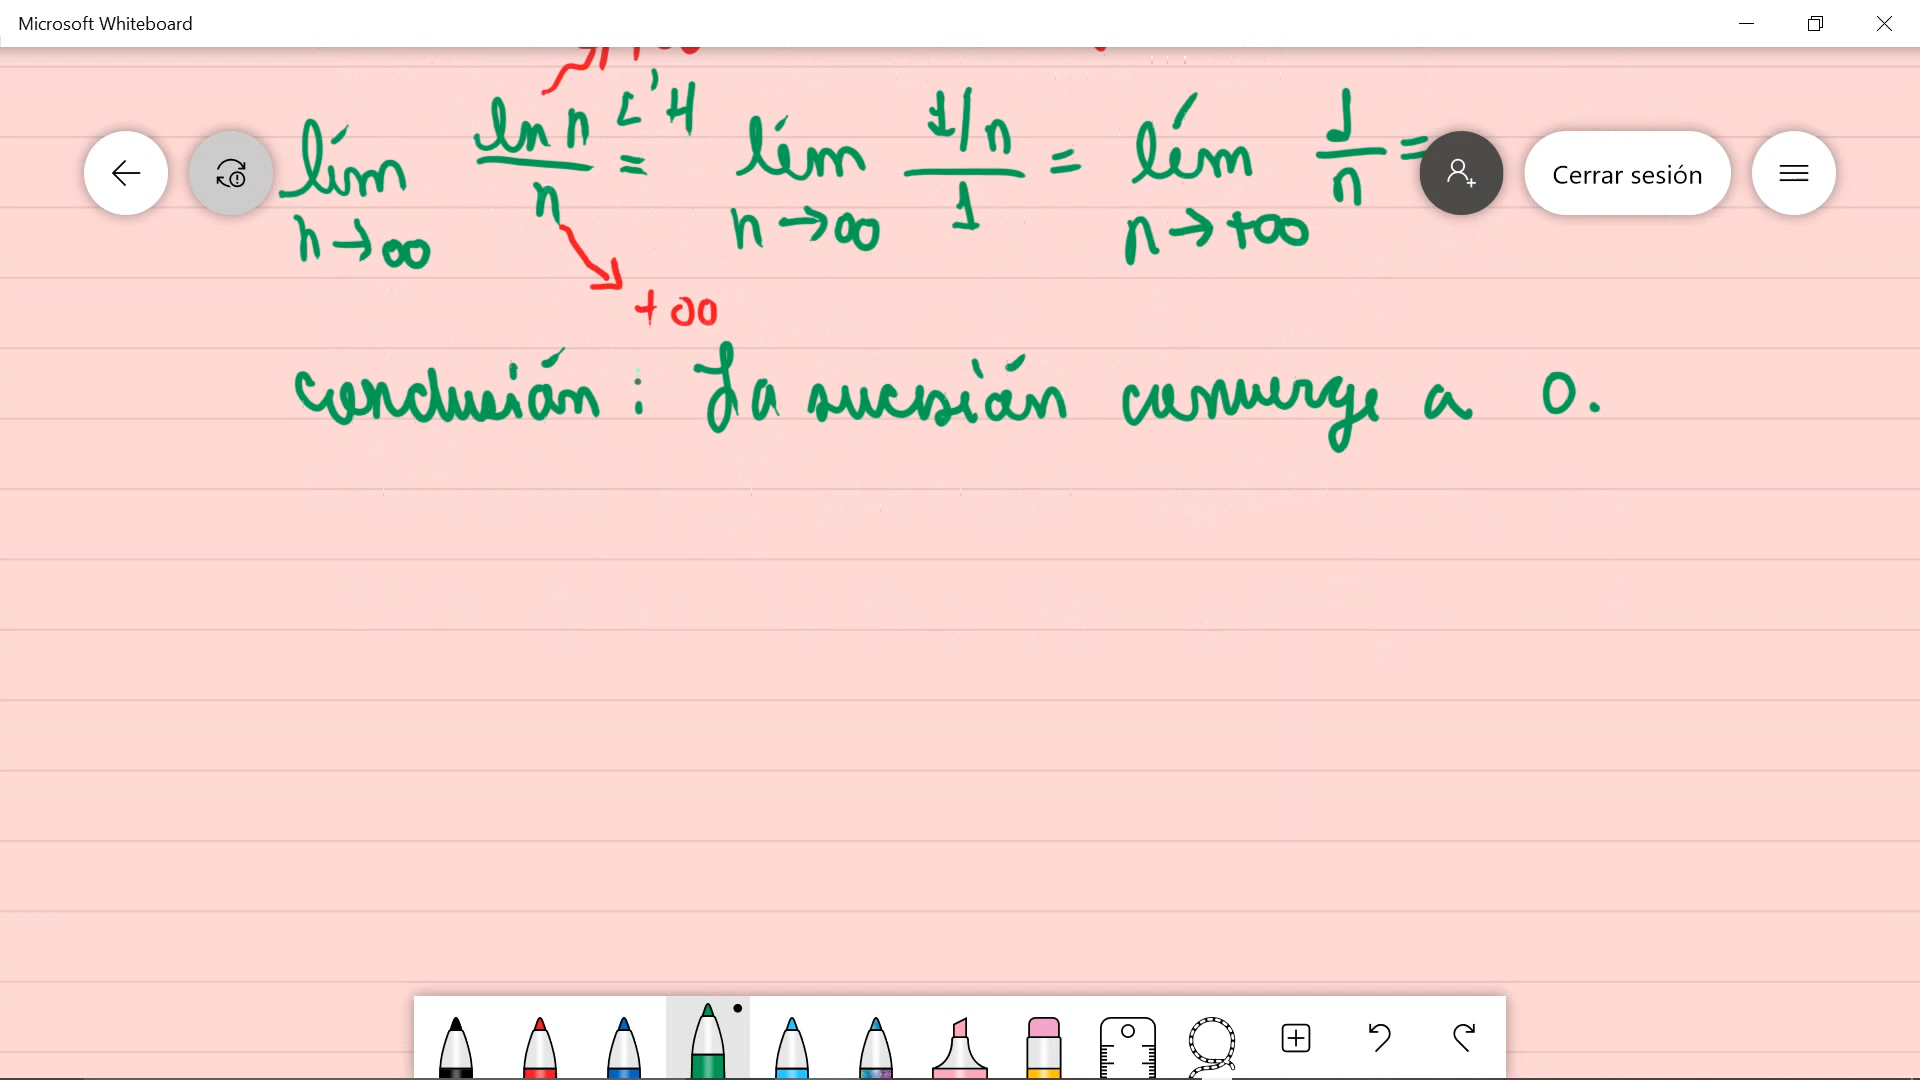 Microsoft Whiteboard
lím ln n / n L'H = lím 1/n / 1 = lím 1/n =
n→∞ n→∞ n→+∞
Cerrar sesión
+∞
conclusión: La sucesión converge a 0.